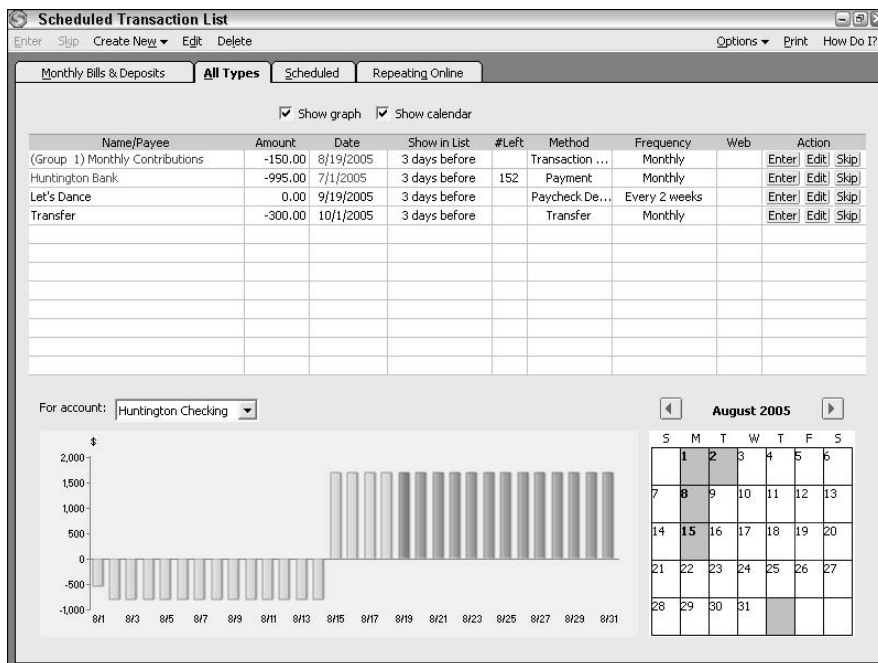 Scheduled Transaction List
Enter Skip Create New Edit Delete Options Print How Do I?
Monthly Bills & Deposits All Types Scheduled Repeating Online
Show graph Show calendar
Name/Payee Amount Date Show in List #Left Method Frequency Web Action
(Group 1) Monthly Contributions -150.00 8/19/2005 3 days before Transaction ... Monthly Enter Edit Skip
Huntington Bank -995.00 7/1/2005 3 days before 152 Payment Monthly Enter Edit Skip
Let's Dance 0.00 9/19/2005 3 days before Paycheck De... Every 2 weeks Enter Edit Skip
Transfer -300.00 10/1/2005 3 days before Transfer Monthly Enter Edit Skip
For account: Huntington Checking
$
2,000
1,500
1,000
500
0
-500
-1,000
8/1 8/3 8/5 8/7 8/9 8/11 8/13 8/15 8/17 8/19 8/21 8/23 8/25 8/27 8/29 8/31
August 2005
S M T W T F S
1 2 3 4 5 6
7 8 9 10 11 12 13
14 15 16 17 18 19 20
21 22 23 24 25 26 27
28 29 30 31